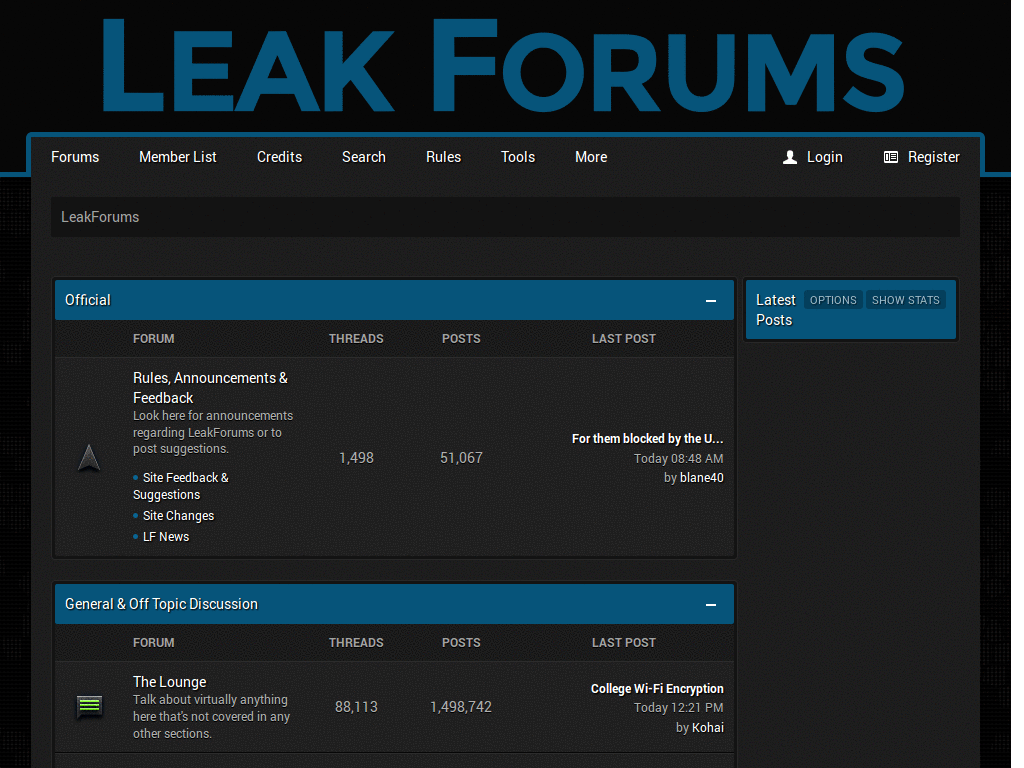 LEAK FORUMS
Forums Member List Credits Search Rules Tools More Login Register
LeakForums
Official
FORUM THREADS POSTS LAST POST
Rules, Announcements &
Feedback
Look here for announcements
regarding LeakForums or to
post suggestions.
Site Feedback &
Suggestions
Site Changes
LF News
1,498
51,067
For them blocked by the U...
Today 08:48 AM
by blane40
Latest
Posts
OPTIONS SHOW STATS
General & Off Topic Discussion
FORUM THREADS POSTS LAST POST
The Lounge
Talk about virtually anything
here that's not covered in any
other sections.
88,113
1,498,742
College Wi-Fi Encryption
Today 12:21 PM
by Kohai